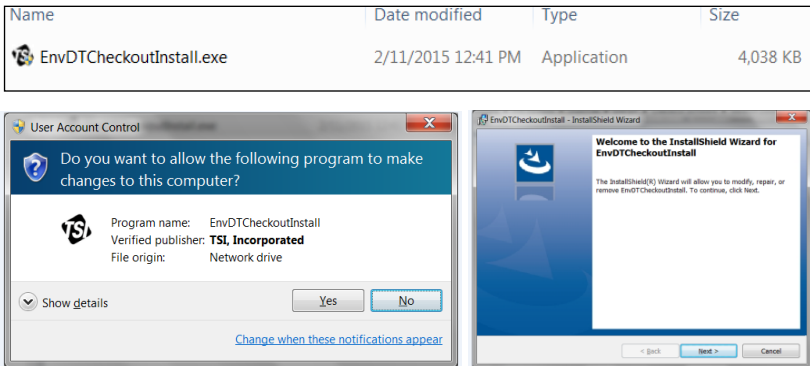 Name Date modified Type Size
TSI EnvDTCheckoutInstall.exe 2/11/2015 12:41 PM Application 4,038 KB
User Account Control
Do you want to allow the following program to make
changes to this computer?
TSI
Program name: EnvDTCheckoutInstall
Verified publisher: TSI, Incorporated
File origin: Network drive
Show details
Yes
No
Change when these notifications appear
EnvDTCheckoutInstall - InstallShield Wizard
Welcome to the InstallShield Wizard for
EnvDTCheckoutInstall
The InstallShield(R) Wizard will allow you to modify, repair, or
remove EnvDTCheckoutInstall. To continue, click Next.
< Back
Next >
Cancel